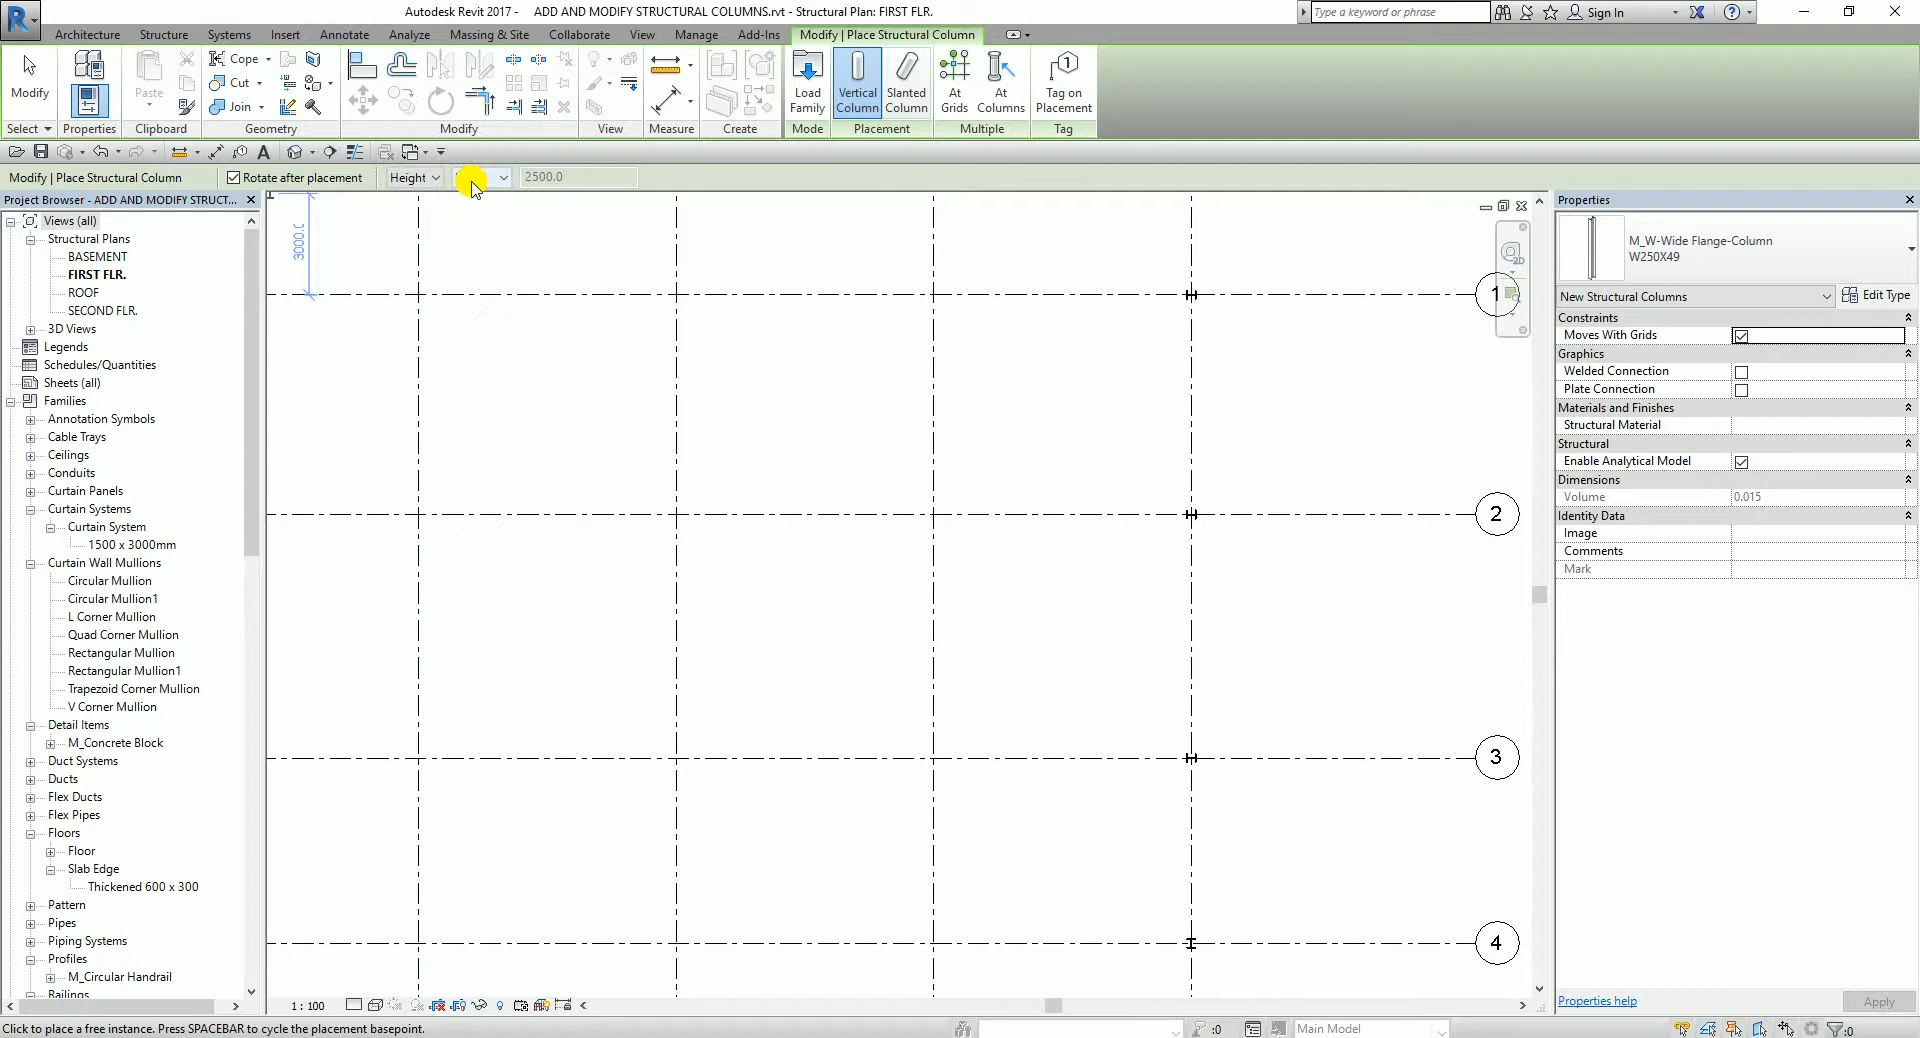 Autodesk Revit 2017 - ADD AND MODIFY STRUCTURAL COLUMNS.rvt - Structural Plan: FIRST FLR.
Type a keyword or phrase
Sign In
Architecture Structure Systems Insert Annotate Analyze Massing & Site Collaborate View Manage Add-Ins Modify | Place Structural Column
Modify
Paste
Cope
Cut
Join
Load Family
Vertical Column
Slanted Column
At Grids
At Columns
Tag on Placement
Select Properties Clipboard Geometry Modify View Measure Create Mode Placement Multiple Tag
Modify | Place Structural Column
Rotate after placement
Height
2500.0
Project Browser - ADD AND MODIFY STRUCT...
Views (all)
Structural Plans
BASEMENT
FIRST FLR.
ROOF
SECOND FLR.
3D Views
Legends
Schedules/Quantities
Sheets (all)
Families
Annotation Symbols
Cable Trays
Ceilings
Conduits
Curtain Panels
Curtain Systems
Curtain System
1500 x 3000mm
Curtain Wall Mullions
Circular Mullion
Circular Mullion1
L Corner Mullion
Quad Corner Mullion
Rectangular Mullion
Rectangular Mullion1
Trapezoid Corner Mullion
V Corner Mullion
Detail Items
M_Concrete Block
Duct Systems
Ducts
Flex Ducts
Flex Pipes
Floors
Floor
Slab Edge
Thickened 600 x 300
Pattern
Pipes
Piping Systems
Profiles
M_Circular Handrail
Railings
3000.0
1
2
3
4
2D
1 : 100
Properties
M_W-Wide Flange-Column
W250X49
New Structural Columns
Edit Type
Constraints
Moves With Grids
Graphics
Welded Connection
Plate Connection
Materials and Finishes
Structural Material
Structural
Enable Analytical Model
Dimensions
Volume 0.015
Identity Data
Image
Comments
Mark
Properties help
Apply
Click to place a free instance. Press SPACEBAR to cycle the placement basepoint.
:0
Main Model
:0